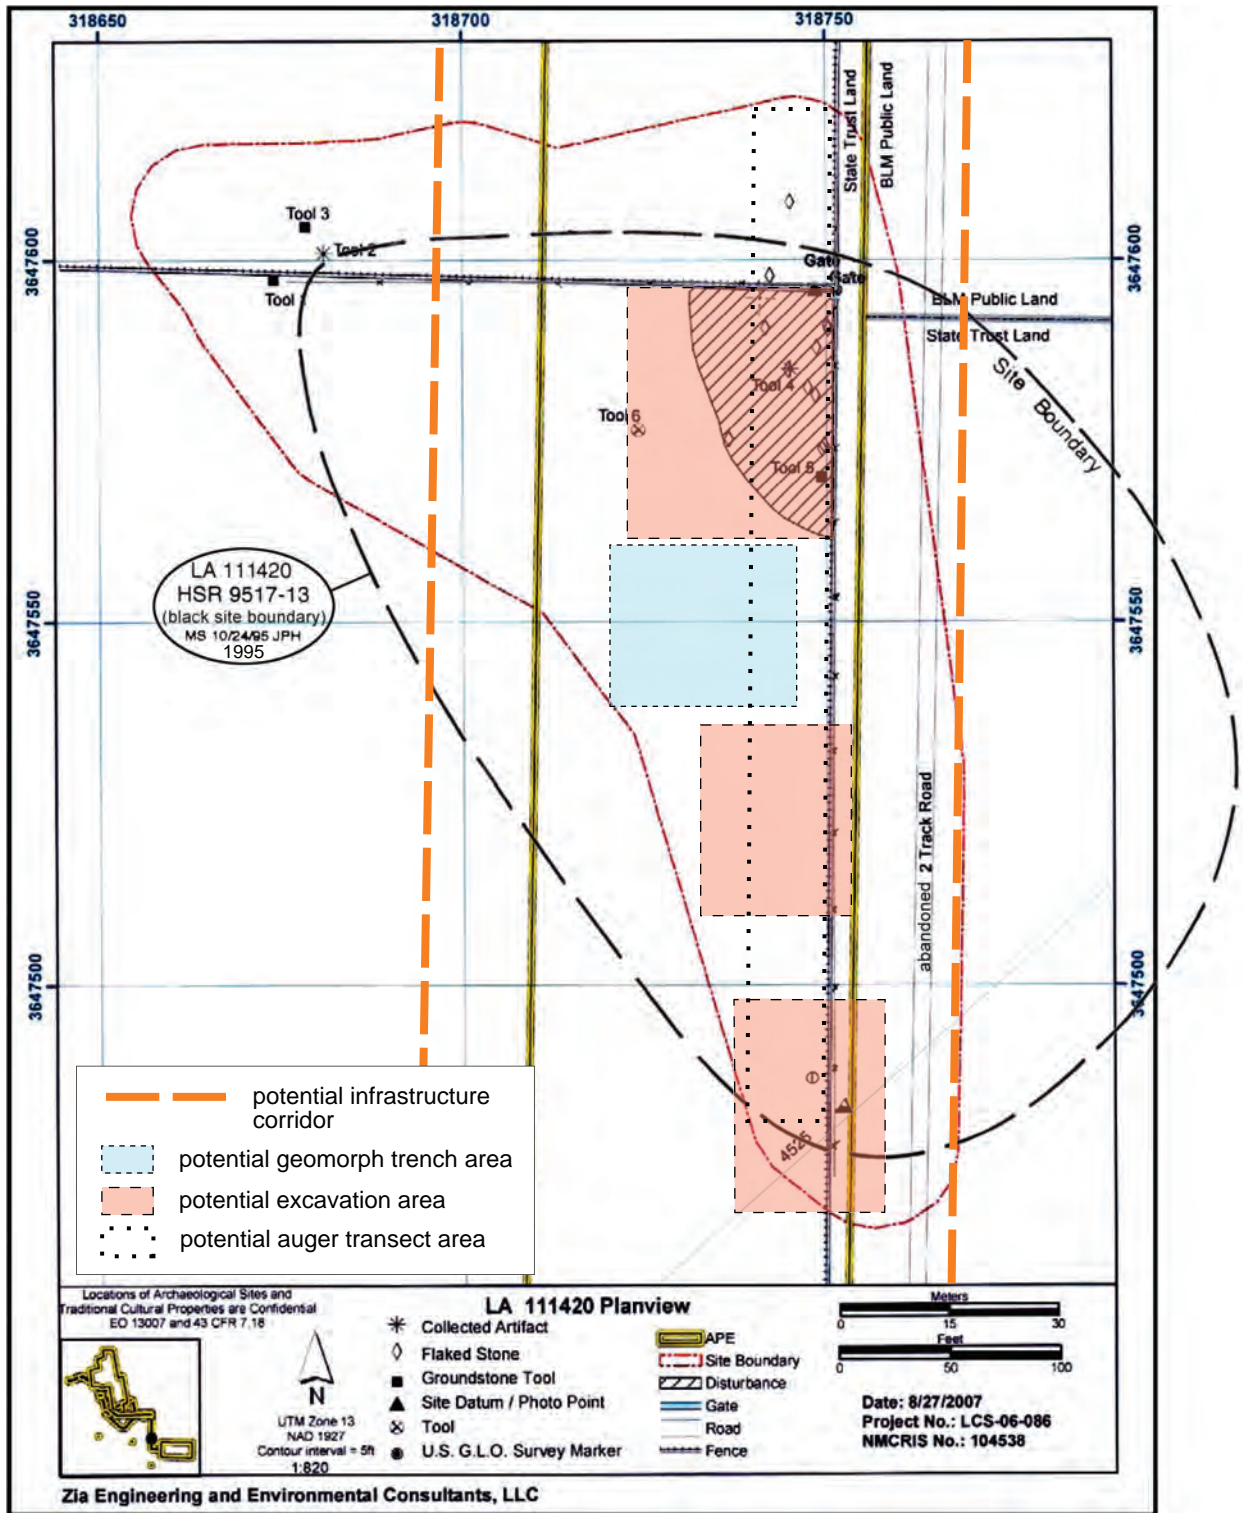 318650
318700
318750
State Trust Land
BLM Public Land
Tool 3
Tool 2
3647600
3647600
Gate
Gate
Tool
BLM Public Land
State Trust Land
Site Boundary
Tool 4
Tool 6
Tool 5
LA 111420
HSR 9517-13
(black site boundary)
MS 10/24/95 JPH
1995
3647550
3647550
abandoned 2 Track Road
3647500
3647500
4525
potential infrastructure
corridor
potential geomorph trench area
potential excavation area
potential auger transect area
Locations of Archaeological Sites and
Traditional Cultural Properties are Confidential
EO 13007 and 43 CFR 7.18
N
UTM Zone 13
NAD 1927
Contour interval = 5ft
1:820
LA 111420 Planview
Collected Artifact
Flaked Stone
Groundstone Tool
Site Datum / Photo Point
Tool
U.S. G.L.O. Survey Marker
APE
Site Boundary
Disturbance
Gate
Road
Fence
Meters
0 15 30
Feet
0 50 100
Date: 8/27/2007
Project No.: LCS-06-086
NMCRIS No.: 104538
Zia Engineering and Environmental Consultants, LLC